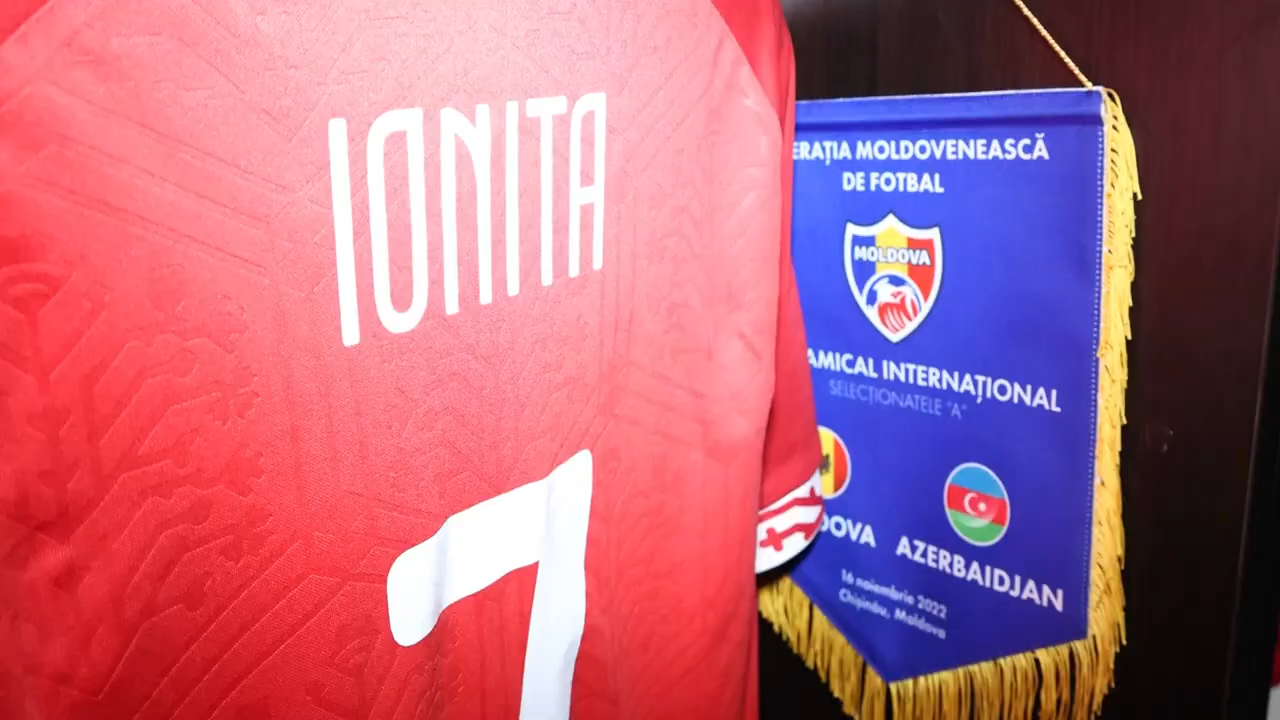 IONITA
7
ERAȚIA MOLDOVENEASCĂ
DE FOTBAL
MOLDOVA
AMICAL INTERNAȚIONAL
SELECȚIONATELE "A"
DOVA AZERBAIDJAN
16 noiembrie 2022
Chișinău, Moldova